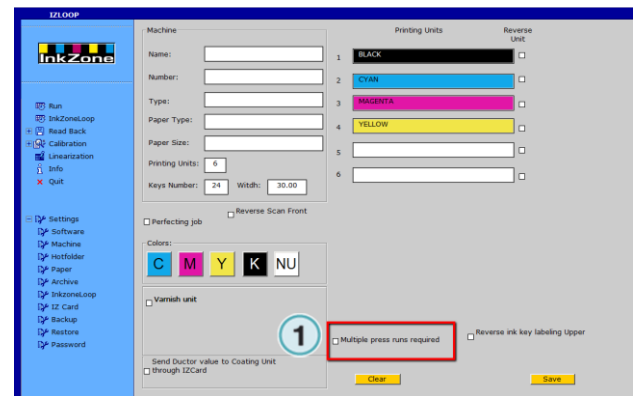 IZLOOP
InkZone
Run
InkZoneLoop
Read Back
Calibration
Linearization
Info
Quit
Settings
Software
Machine
Hotfolder
Paper
Archive
InkzoneLoop
IZ Card
Backup
Restore
Password
Machine
Name:
Number:
Type:
Paper Type:
Paper Size:
Printing Units: 6
Keys Number: 24 Witdh: 30.00
Perfecting job
Reverse Scan Front
Colors:
C M Y K NU
Varnish unit
Send Ductor value to Coating Unit
through IZCard
Printing Units
Reverse
Unit
1 BLACK
2 CYAN
3 MAGENTA
4 YELLOW
5
6
1
Multiple press runs required
Reverse ink key labeling Upper
Clear
Save